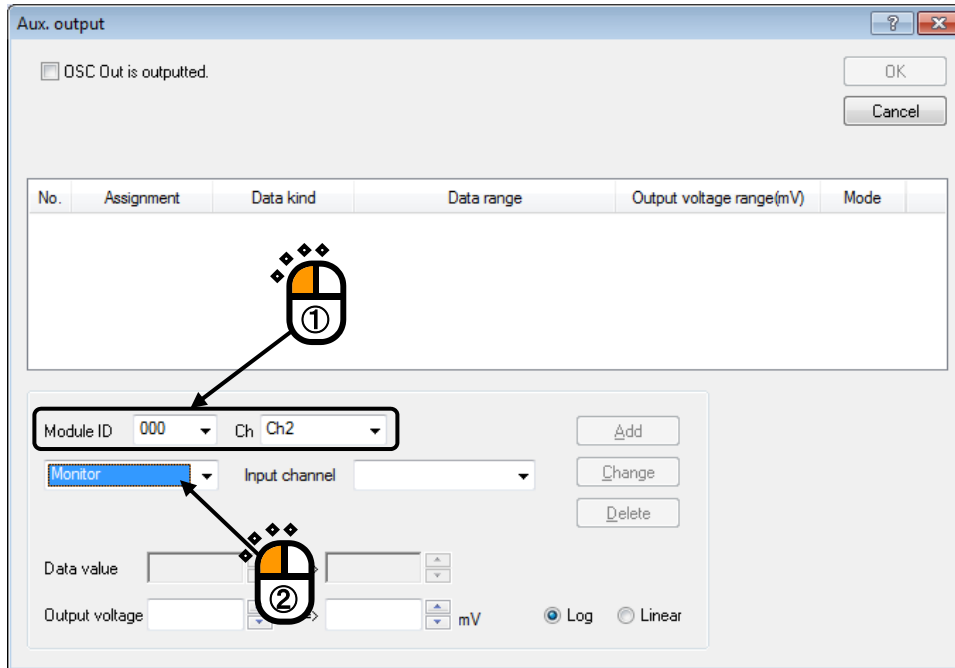 Aux. output
?
OSC Out is outputted.
OK
Cancel
No. Assignment Data kind Data range Output voltage range(mV) Mode
①
Module ID 000 Ch Ch2
Add
Monitor Input channel
Change
Delete
Data value
②
Output voltage => mV Log Linear